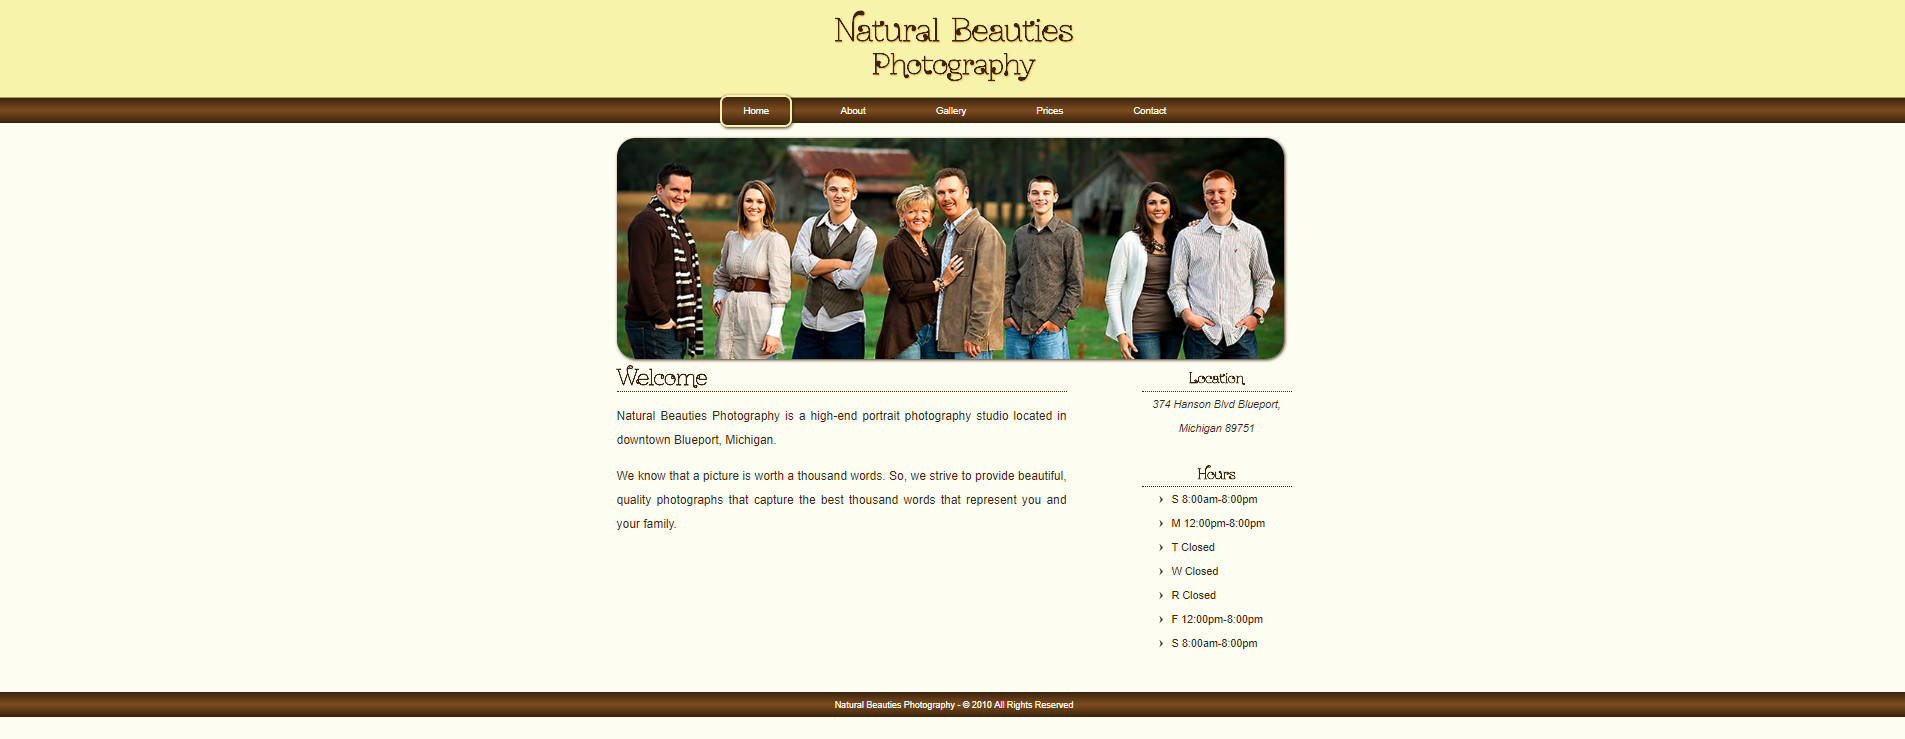 Natural Beauties
Photography
Home About Gallery Prices Contact
Welcome
Natural Beauties Photography is a high-end portrait photography studio located in
downtown Blueport, Michigan.
We know that a picture is worth a thousand words. So, we strive to provide beautiful,
quality photographs that capture the best thousand words that represent you and
your family.
Location
374 Hanson Blvd Blueport,
Michigan 89751
Hours
› S 8:00am-8:00pm
› M 12:00pm-8:00pm
› T Closed
› W Closed
› R Closed
› F 12:00pm-8:00pm
› S 8:00am-8:00pm
Natural Beauties Photography - © 2010 All Rights Reserved